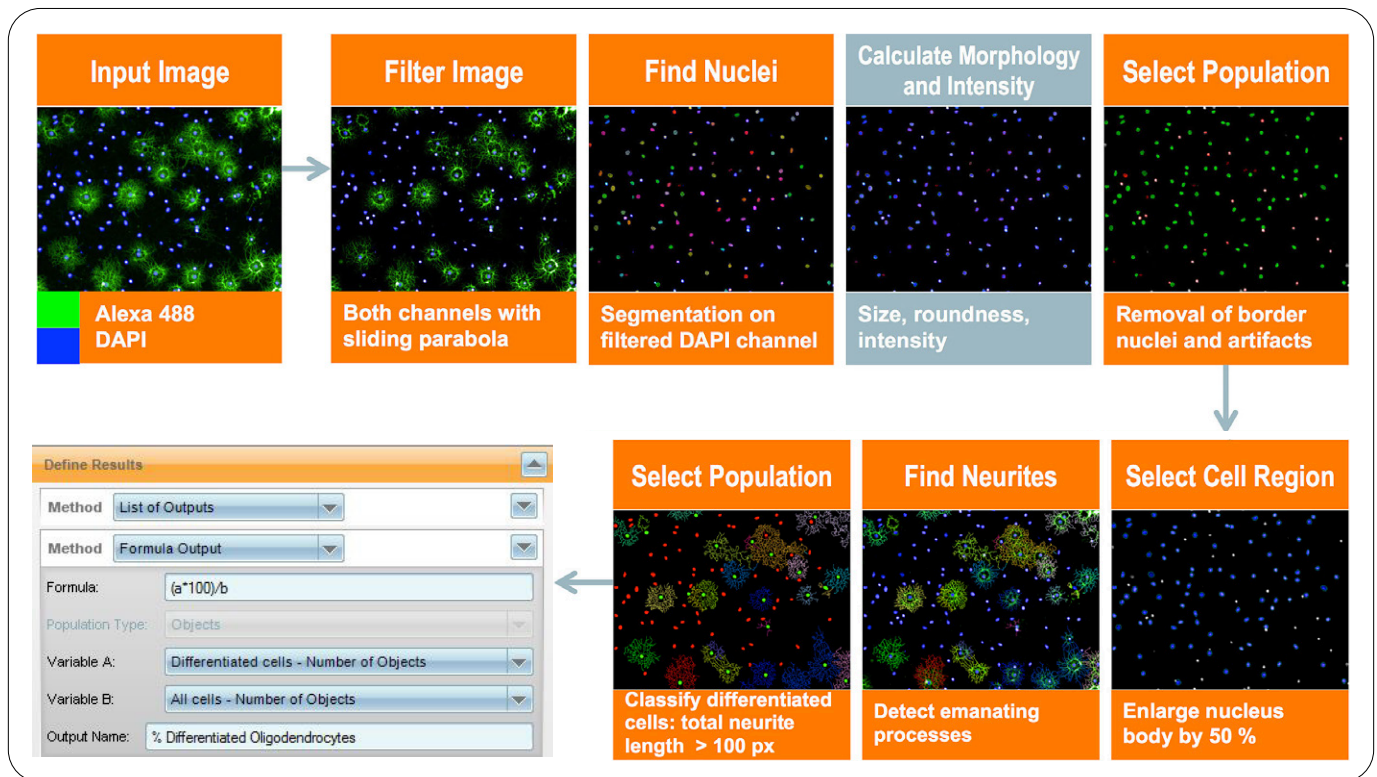 Input Image
Alexa 488
DAPI
Filter Image
Both channels with
sliding parabola
Find Nuclei
Segmentation on
filtered DAPI channel
Calculate Morphology
and Intensity
Size, roundness,
intensity
Select Population
Removal of border
nuclei and artifacts
Select Cell Region
Enlarge nucleus
body by 50 %
Find Neurites
Detect emanating
processes
Select Population
Classify differentiated
cells: total neurite
length > 100 px
Define Results
Method List of Outputs
Method Formula Output
Formula: (a*100)/b
Population Type: Objects
Variable A: Differentiated cells - Number of Objects
Variable B: All cells - Number of Objects
Output Name: % Differentiated Oligodendrocytes